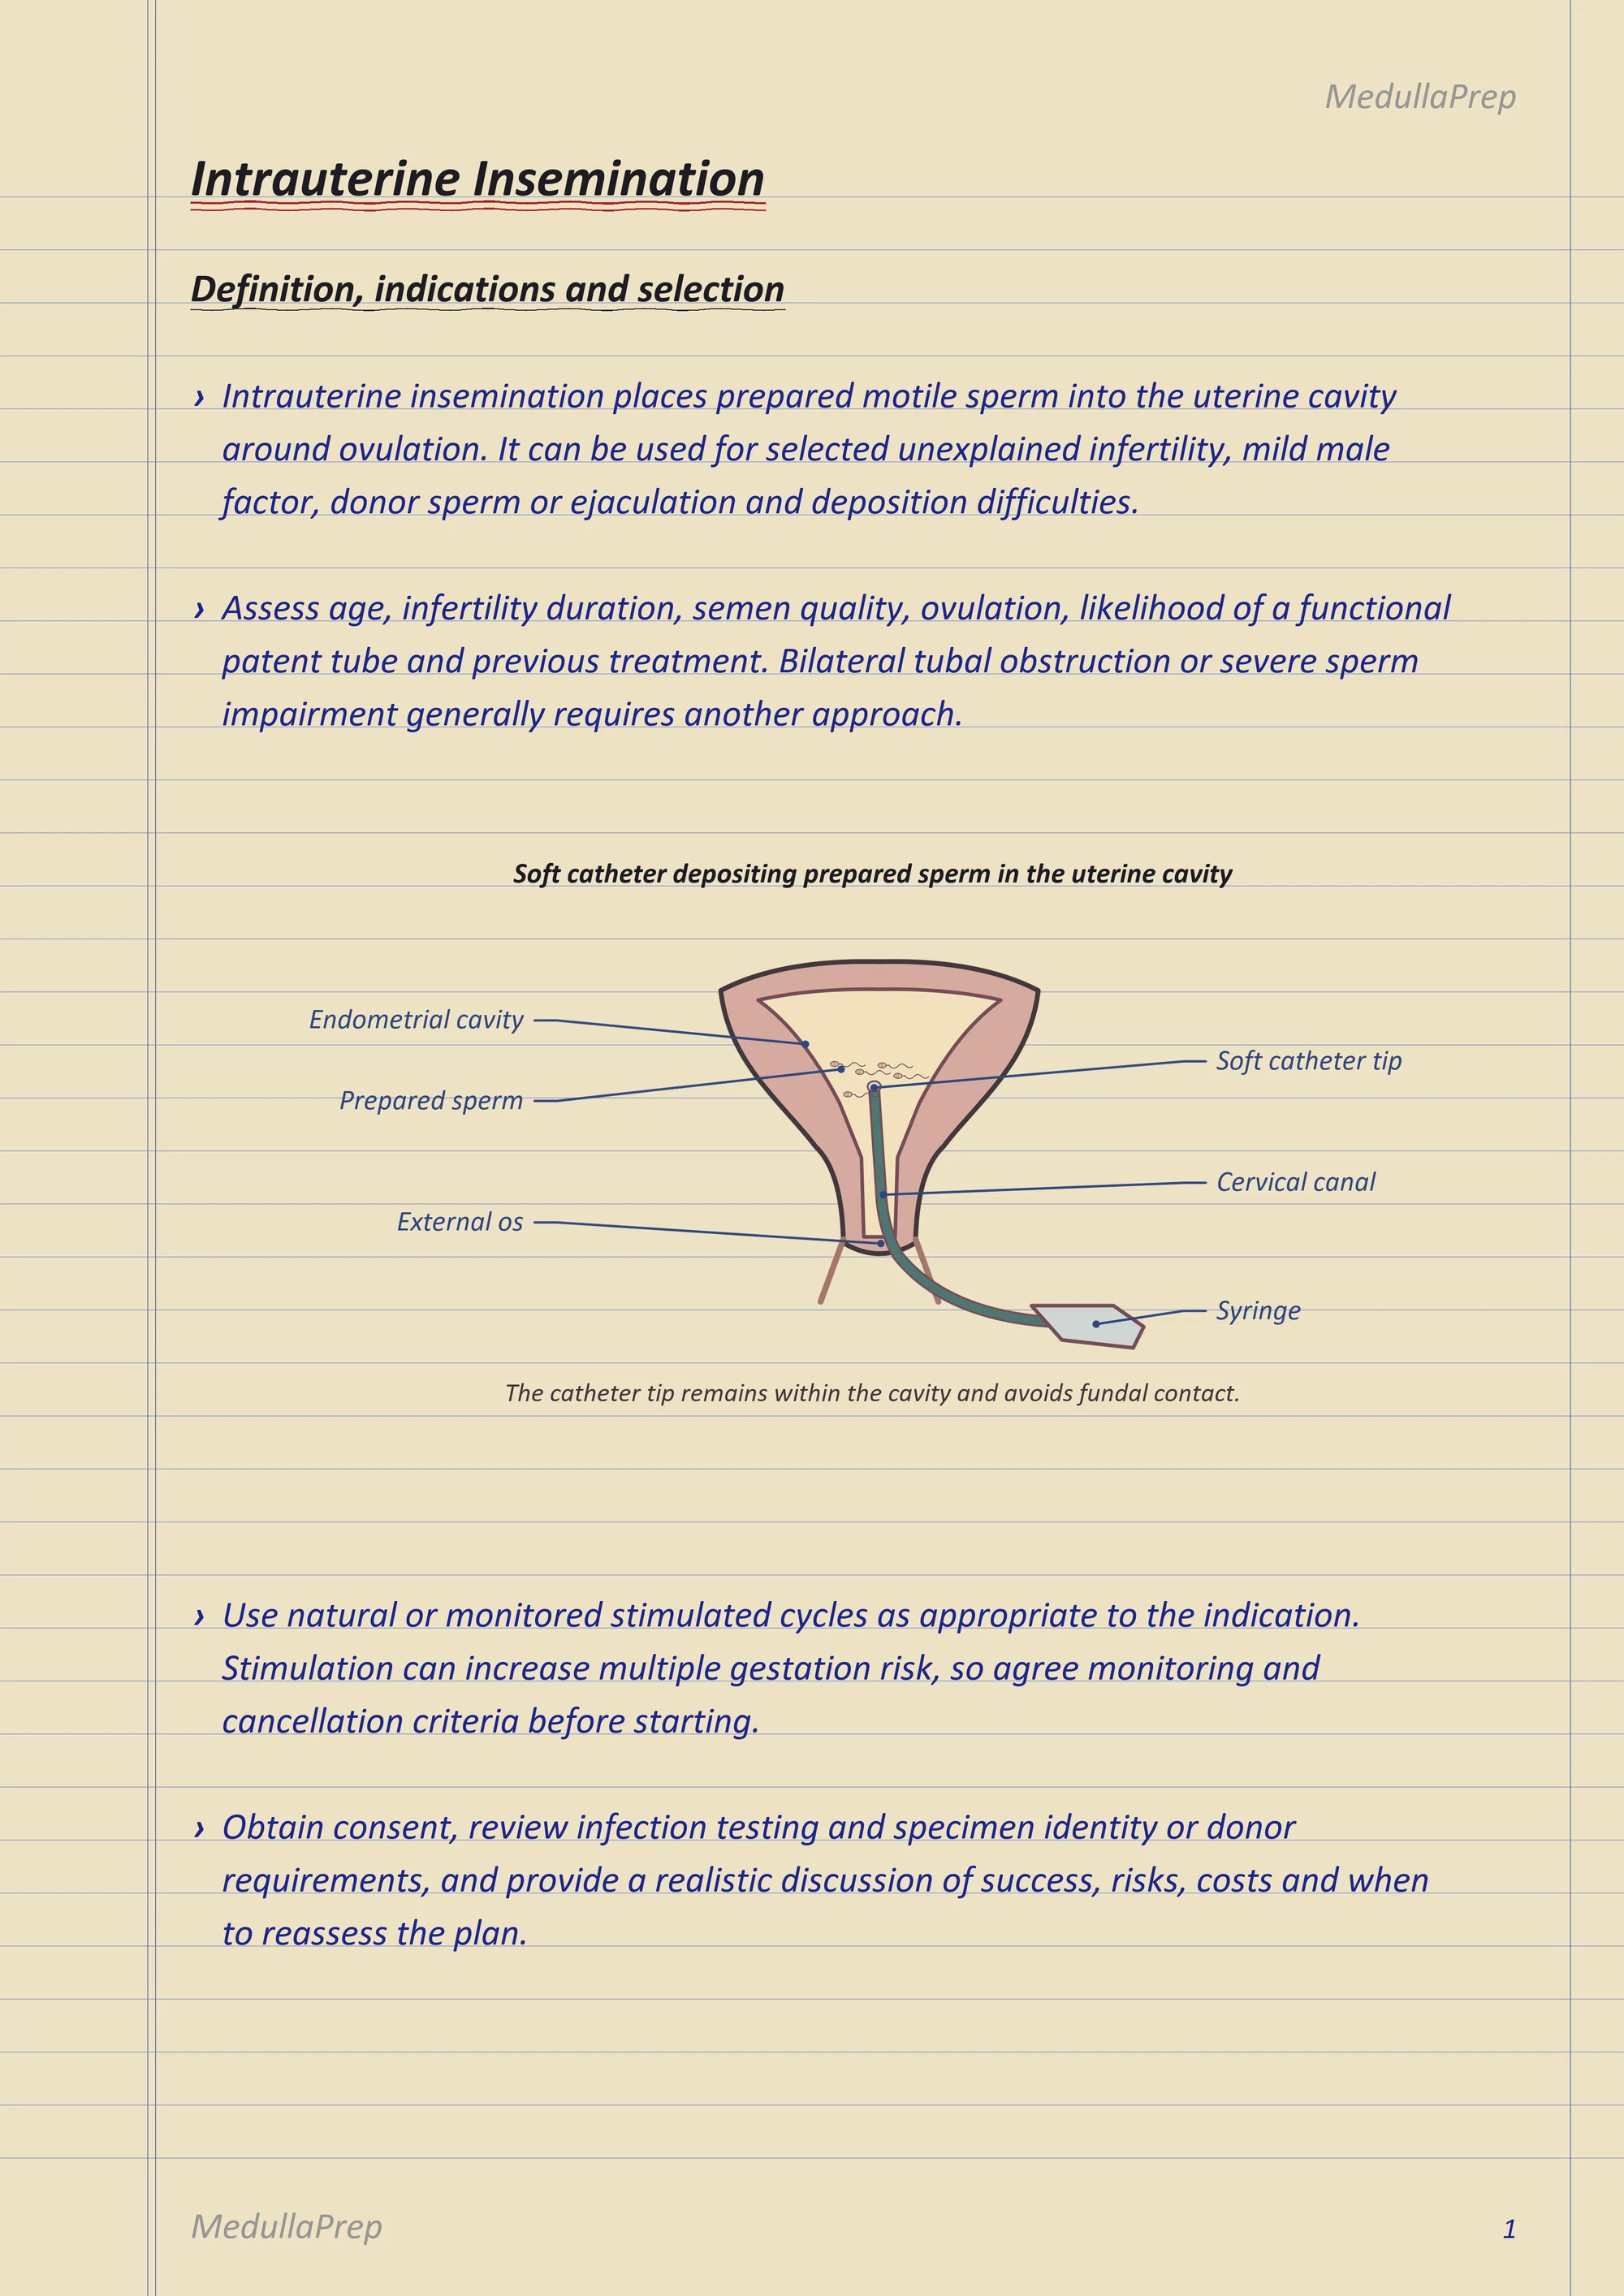 MedullaPrep
Intrauterine Insemination
Definition, indications and selection
› Intrauterine insemination places prepared motile sperm into the uterine cavity
around ovulation. It can be used for selected unexplained infertility, mild male
factor, donor sperm or ejaculation and deposition difficulties.
› Assess age, infertility duration, semen quality, ovulation, likelihood of a functional
patent tube and previous treatment. Bilateral tubal obstruction or severe sperm
impairment generally requires another approach.
Soft catheter depositing prepared sperm in the uterine cavity
Endometrial cavity
Soft catheter tip
Prepared sperm
Cervical canal
External os
Syringe
The catheter tip remains within the cavity and avoids fundal contact.
› Use natural or monitored stimulated cycles as appropriate to the indication.
Stimulation can increase multiple gestation risk, so agree monitoring and
cancellation criteria before starting.
› Obtain consent, review infection testing and specimen identity or donor
requirements, and provide a realistic discussion of success, risks, costs and when
to reassess the plan.
MedullaPrep
1